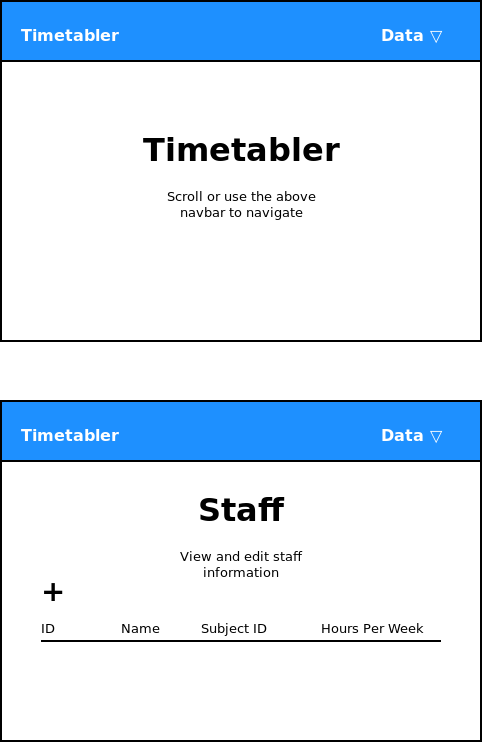 Timetabler Data ▽
Timetabler
Scroll or use the above
navbar to navigate
Timetabler Data ▽
Staff
View and edit staff
information
+
ID Name Subject ID Hours Per Week